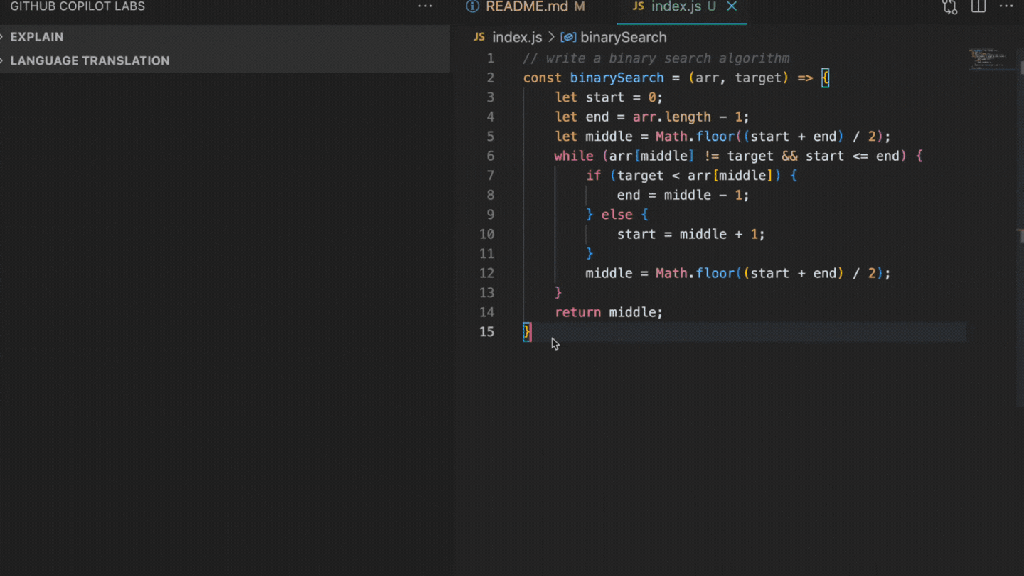 GITHUB COPILOT LABS ···
EXPLAIN
LANGUAGE TRANSLATION
README.md M
JS index.js U
JS index.js > binarySearch
1 // write a binary search algorithm
2 const binarySearch = (arr, target) => {
3 let start = 0;
4 let end = arr.length - 1;
5 let middle = Math.floor((start + end) / 2);
6 while (arr[middle] != target && start <= end) {
7 if (target < arr[middle]) {
8 end = middle - 1;
9 } else {
10 start = middle + 1;
11 }
12 middle = Math.floor((start + end) / 2);
13 }
14 return middle;
15 }